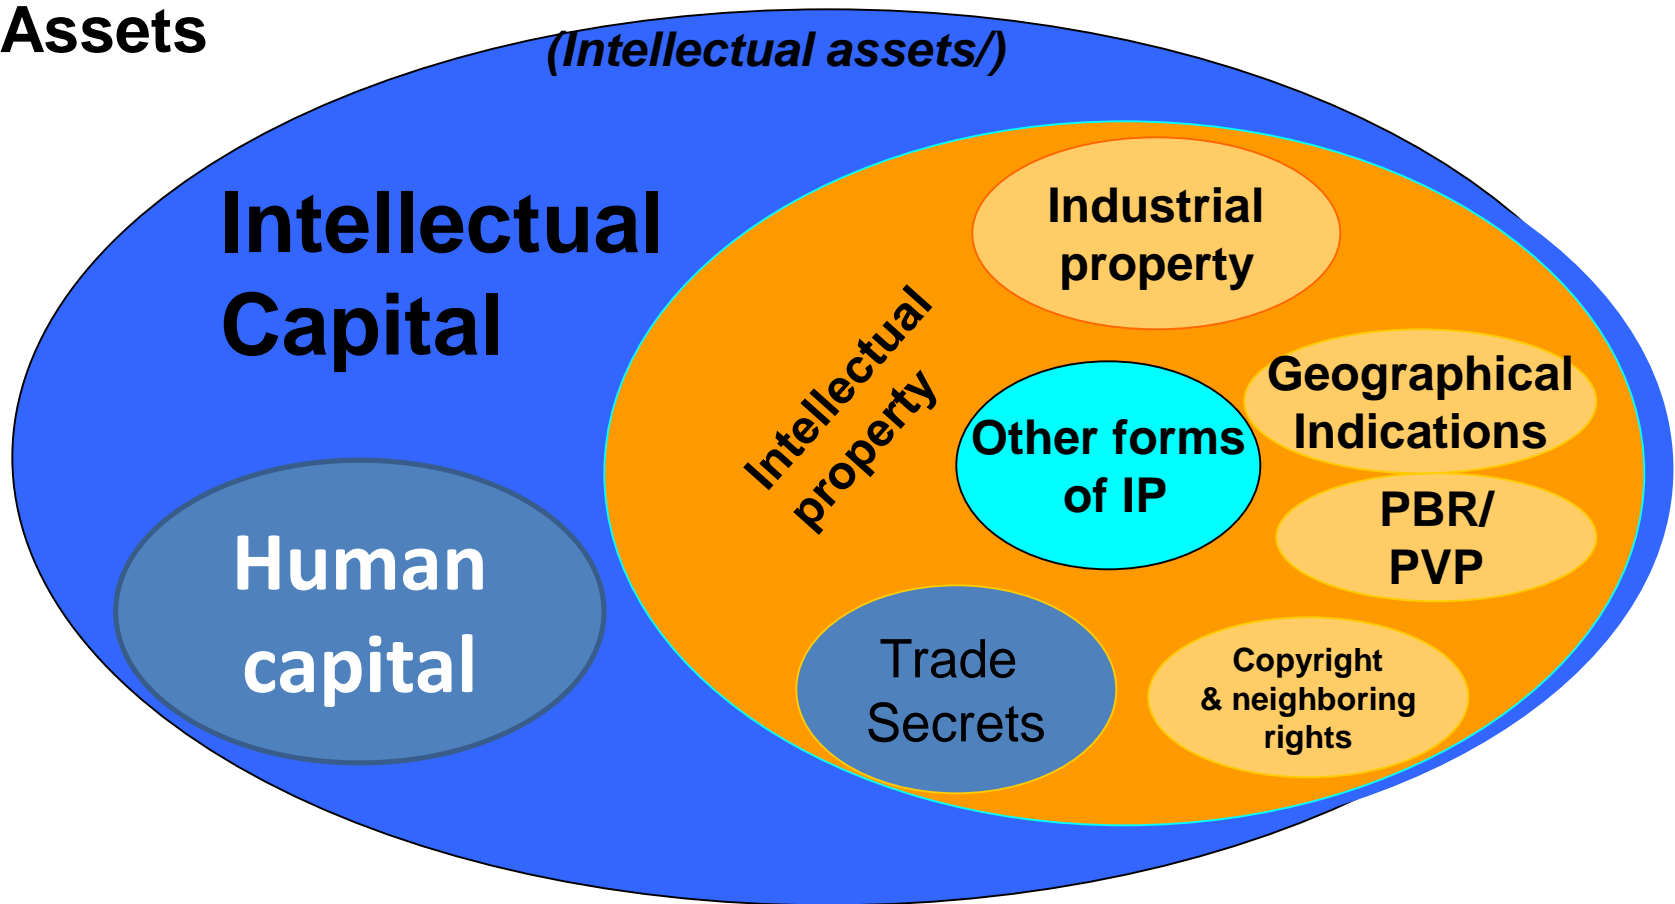 Assets
(Intellectual assets/)
Intellectual
Capital
Industrial
property
Intellectual
property
Geographical
Indications
Other forms
of IP
PBR/
PVP
Human
capital
Trade
Secrets
Copyright
& neighboring
rights